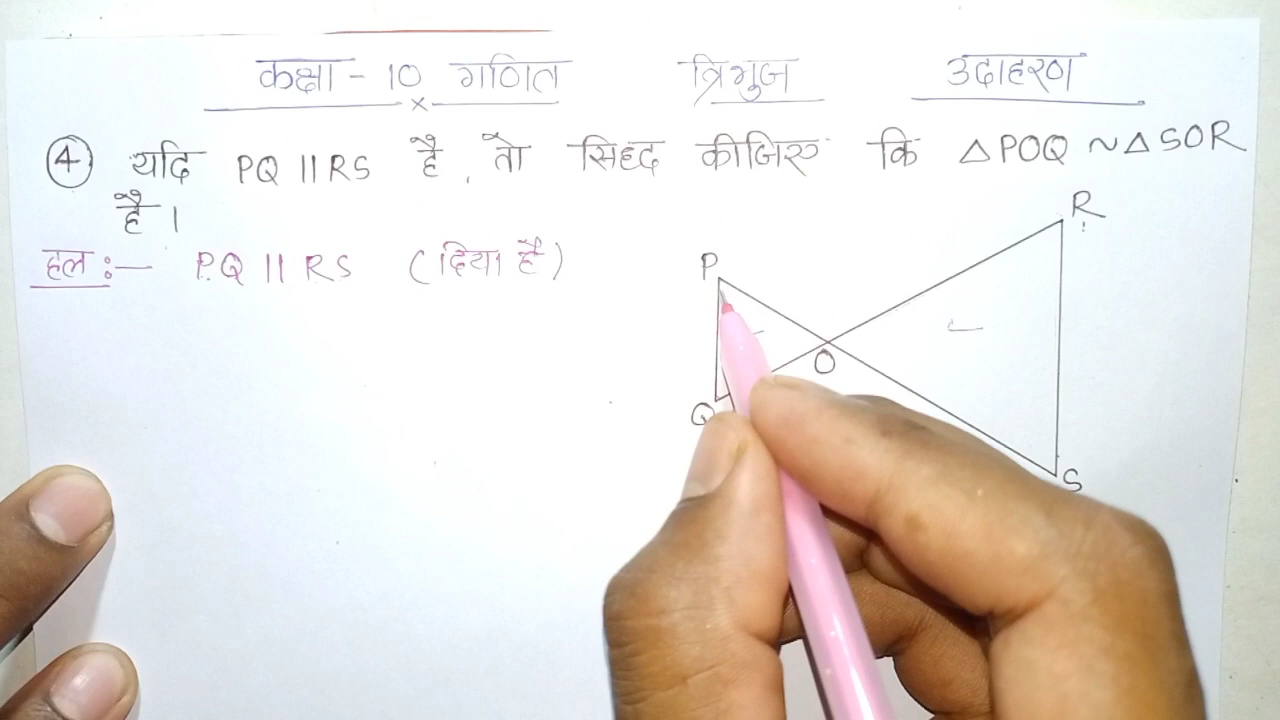 कक्षा - 10 गणित त्रिभुज उदाहरण
④ यदि PQ || RS है, तो सिध्द कीजिए कि △POQ ~ △SOR
है।
हल :— PQ || RS (दिया है)
R
P
O
Q
S